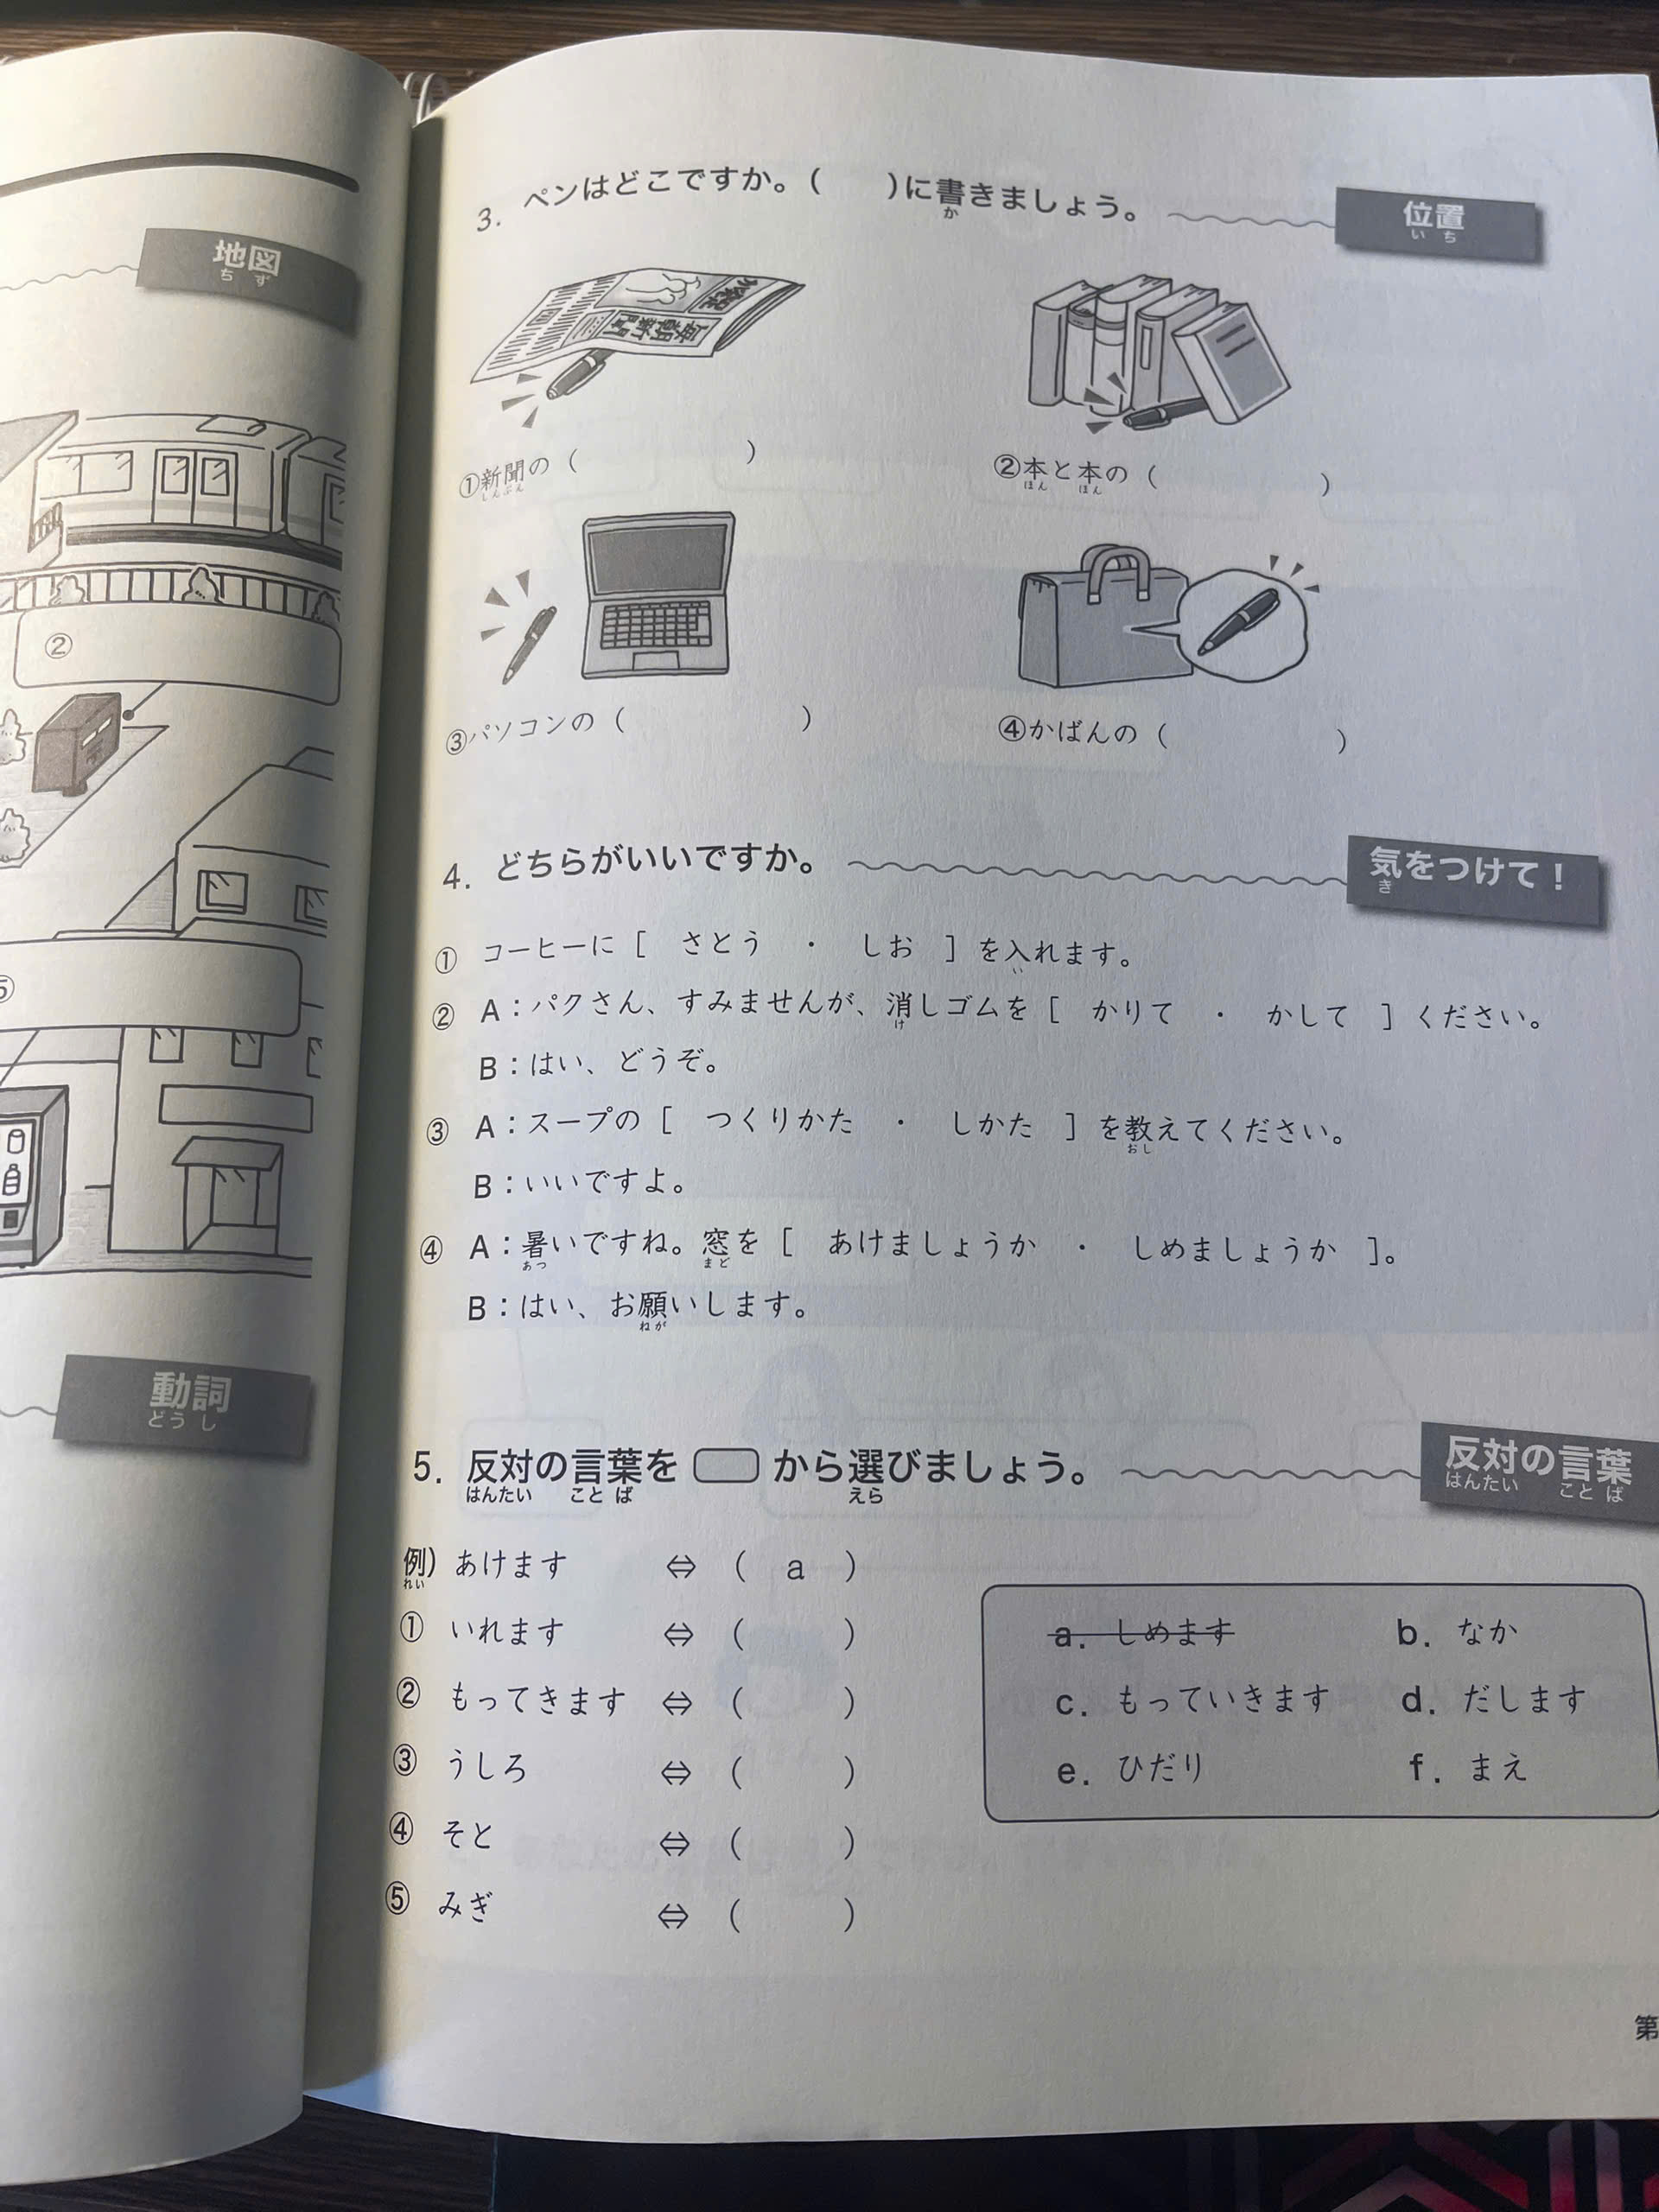 地図
ち ず
②
⑤
動詞
どう し
3. ペンはどこですか。(　　)に書きましょう。
か
位置
い ち
毎朝新聞
①新聞の (　　　　)
しんぶん
②本と本の (　　　　)
ほん ほん
③パソコンの (　　　　)
④かばんの (　　　　)
4. どちらがいいですか。
気をつけて!
き
① コーヒーに [ さとう ・ しお ] を入れます。
い
② A:パクさん、すみませんが、消しゴムを [ かりて ・ かして ] ください。
け
B:はい、どうぞ。
③ A:スープの [ つくりかた ・ しかた ] を教えてください。
おし
B:いいですよ。
④ A:暑いですね。窓を [ あけましょうか ・ しめましょうか ]。
あつ まど
B:はい、お願いします。
ねが
5. 反対の言葉を から選びましょう。
はんたい こと ば えら
反対の言葉
はんたい こと ば
例) あけます ⇔ ( a )
れい
① いれます ⇔ (　　)
② もってきます ⇔ (　　)
③ うしろ ⇔ (　　)
④ そと ⇔ (　　)
⑤ みぎ ⇔ (　　)
a. しめます b. なか
c. もっていきます d. だします
e. ひだり f. まえ
第